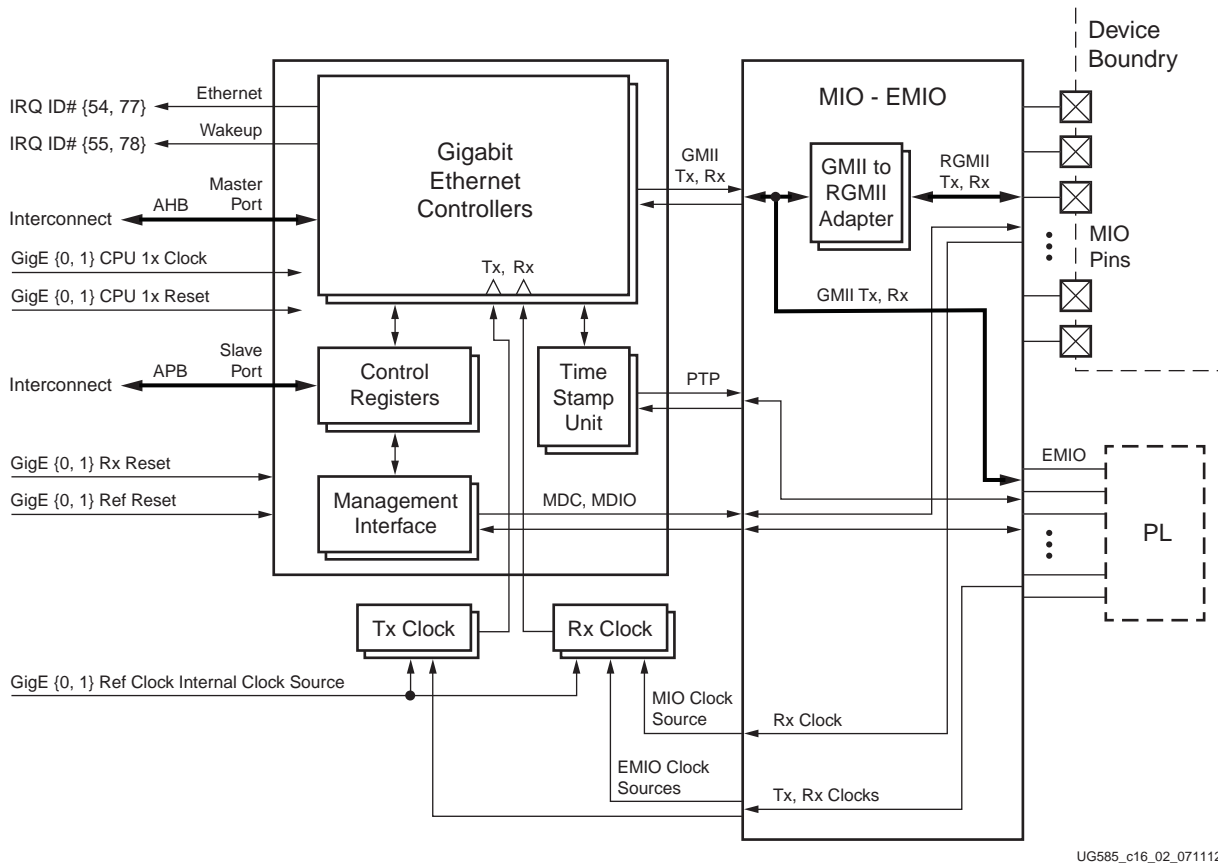 Device
Boundry
IRQ ID# {54, 77}
Ethernet
IRQ ID# {55, 78}
Wakeup
Interconnect
AHB
Master
Port
GigE {0, 1} CPU 1x Clock
GigE {0, 1} CPU 1x Reset
Interconnect
APB
Slave
Port
GigE {0, 1} Rx Reset
GigE {0, 1} Ref Reset
GigE {0, 1} Ref Clock Internal Clock Source
Gigabit
Ethernet
Controllers
Tx, Rx
Control
Registers
Time
Stamp
Unit
Management
Interface
Tx Clock
Rx Clock
GMII
Tx, Rx
PTP
MDC, MDIO
MIO Clock
Source
EMIO Clock
Sources
MIO - EMIO
GMII to
RGMII
Adapter
RGMII
Tx, Rx
GMII Tx, Rx
Rx Clock
Tx, Rx Clocks
MIO
Pins
EMIO
PL
UG585_c16_02_071112